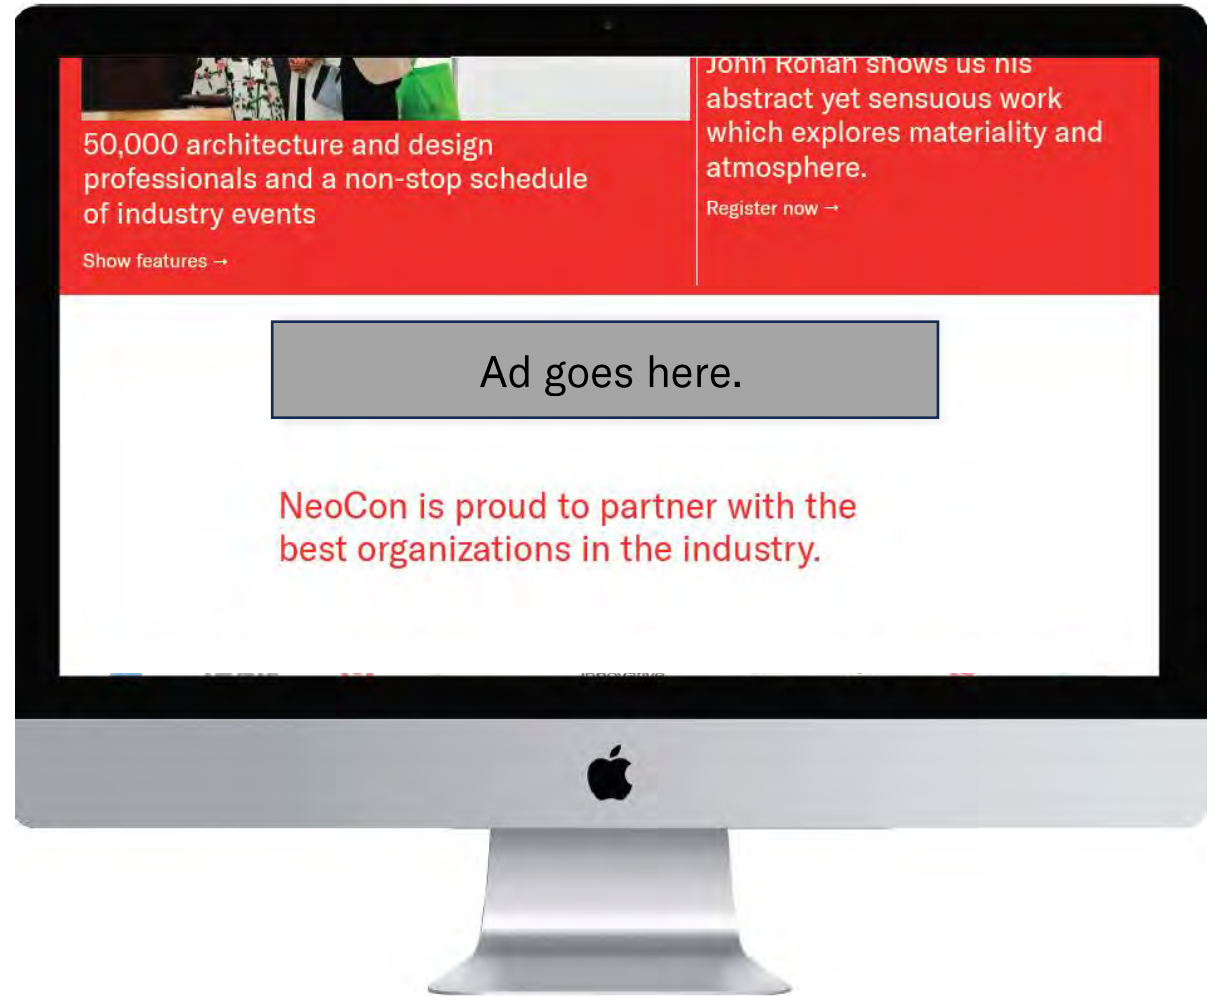 50,000 architecture and design
professionals and a non-stop schedule
of industry events
Show features →
John Ronan shows us his
abstract yet sensuous work
which explores materiality and
atmosphere.
Register now →
Ad goes here.
NeoCon is proud to partner with the
best organizations in the industry.